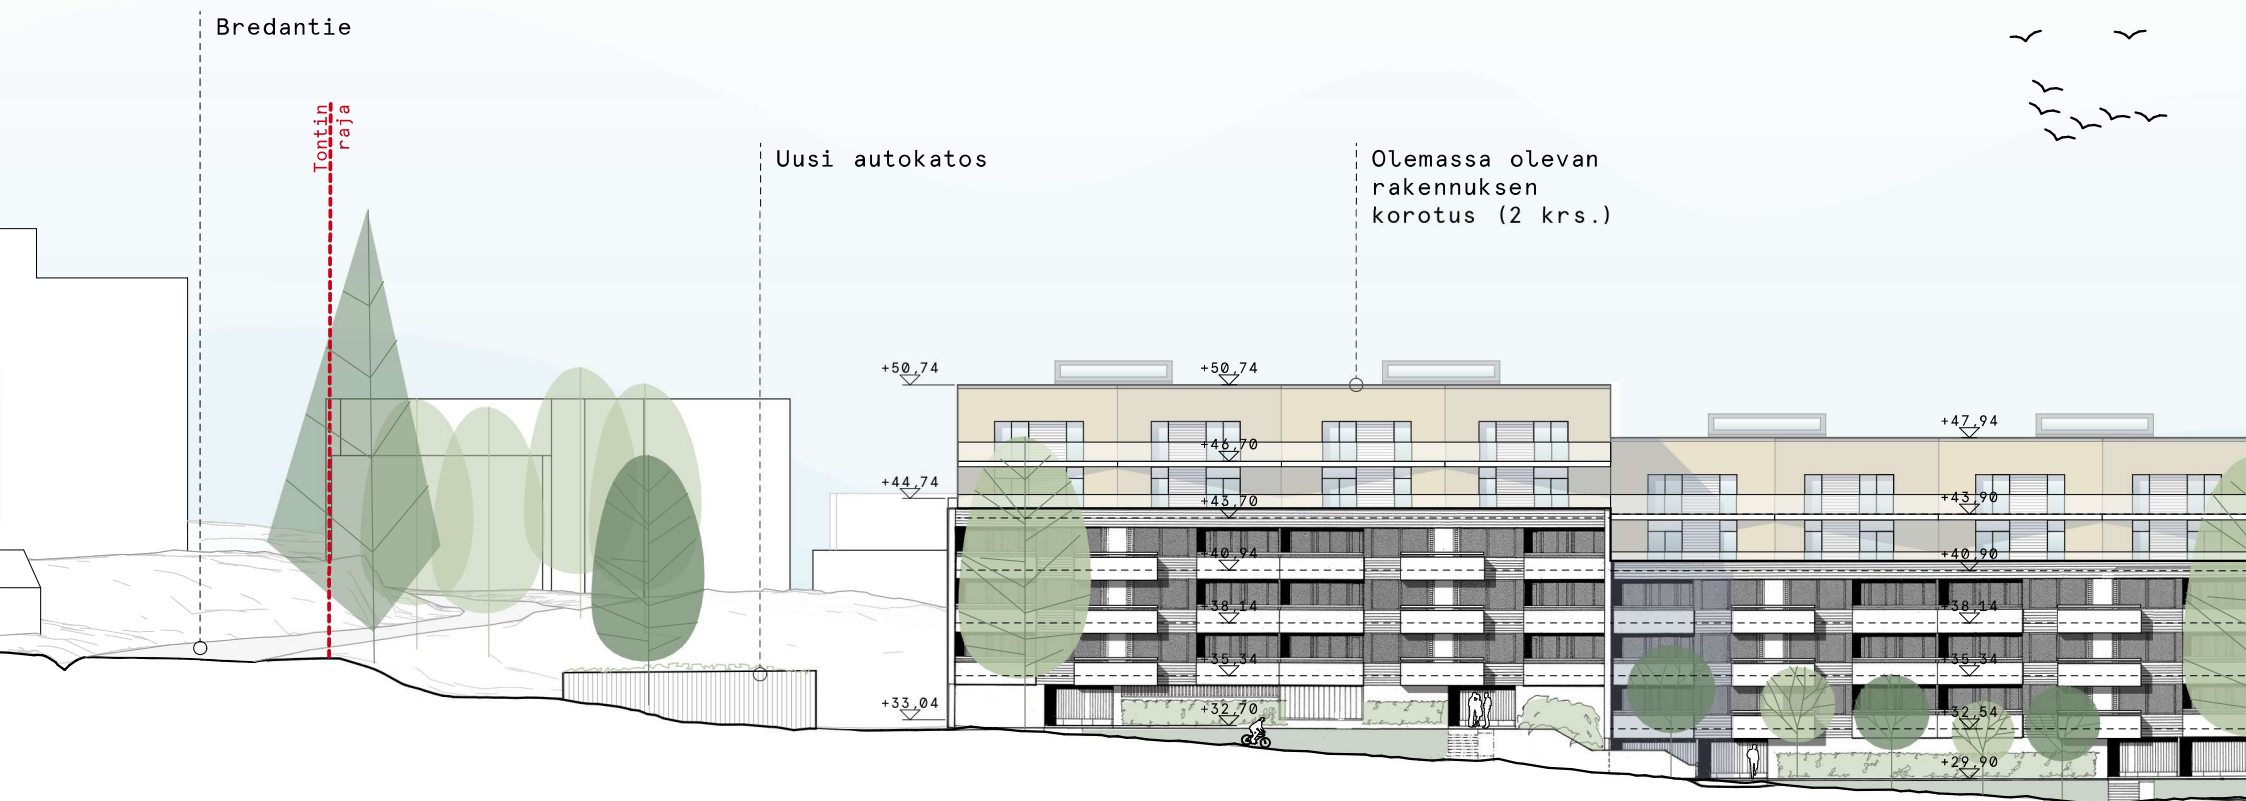 Bredantie
Tontin
raja
Uusi autokatos
Olemassa olevan
rakennuksen
korotus (2 krs.)
+50,74
+50,74
+47,94
+46,70
+44,74
+43,70
+43,90
+40,94
+40,90
+38,14
+38,14
+35,34
+35,34
+33,04
+32,70
+32,54
+29,90